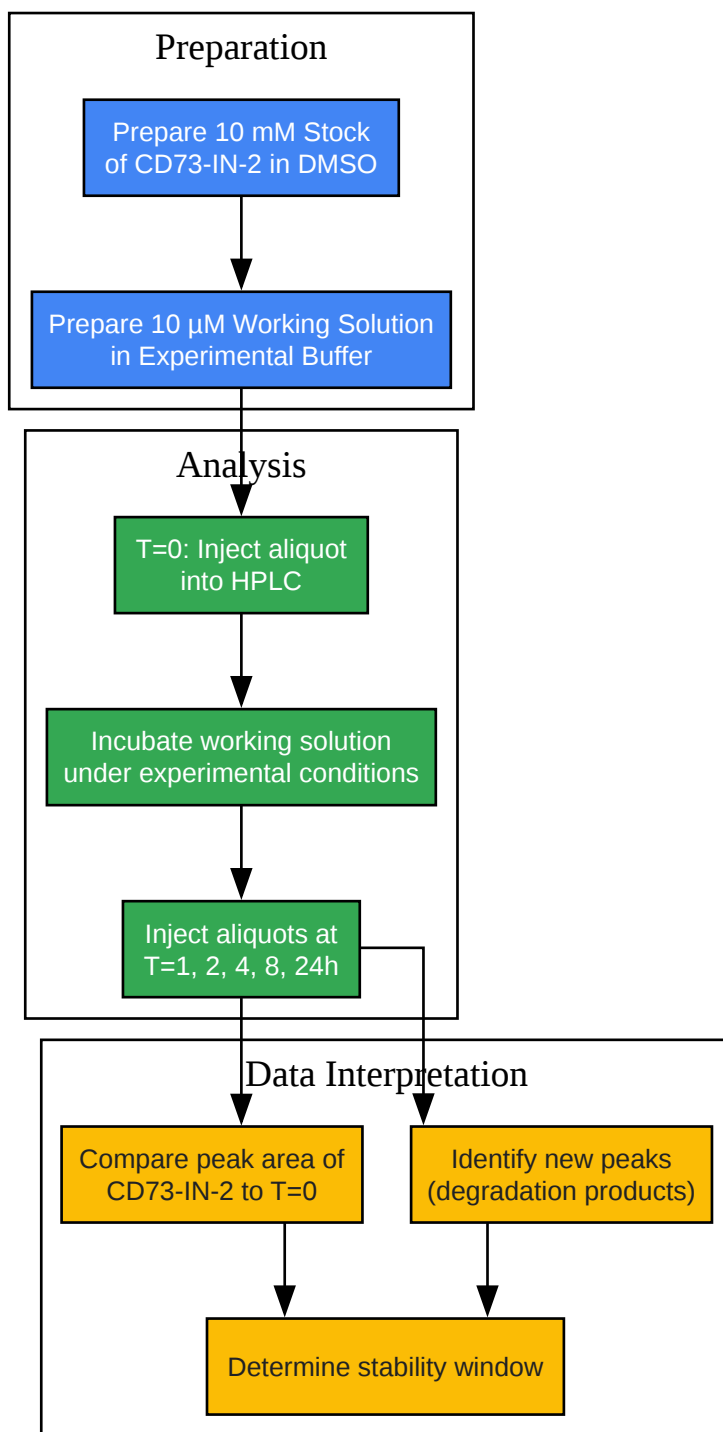 Preparation
Prepare 10 mM Stock
of CD73-IN-2 in DMSO
Prepare 10 µM Working Solution
in Experimental Buffer
Analysis
T=0: Inject aliquot
into HPLC
Incubate working solution
under experimental conditions
Inject aliquots at
T=1, 2, 4, 8, 24h
Data Interpretation
Compare peak area of
CD73-IN-2 to T=0
Identify new peaks
(degradation products)
Determine stability window